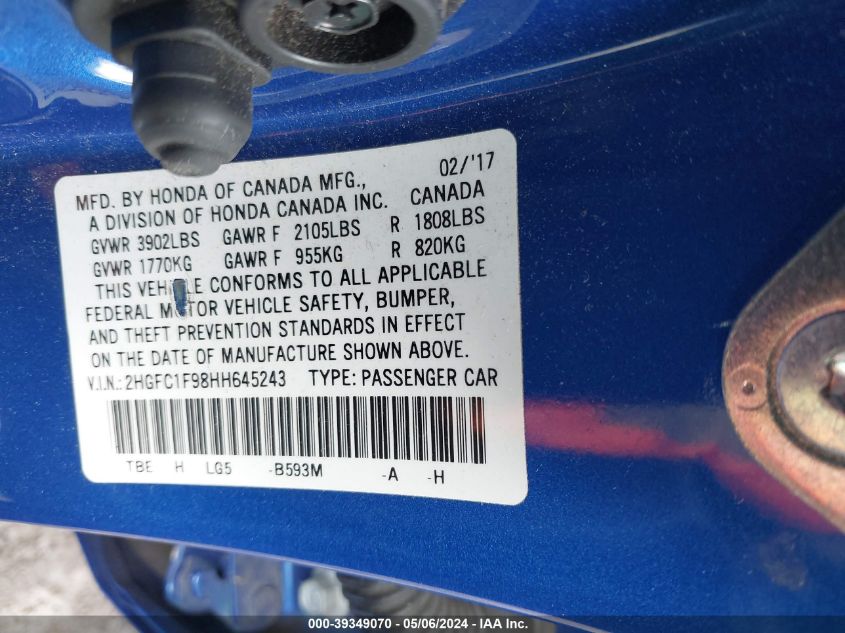 02/'17
MFD. BY HONDA OF CANADA MFG.,
A DIVISION OF HONDA CANADA INC. CANADA
GVWR 3902LBS GAWR F 2105LBS R 1808LBS
GVWR 1770KG GAWR F 955KG R 820KG
THIS VEHICLE CONFORMS TO ALL APPLICABLE
FEDERAL MOTOR VEHICLE SAFETY, BUMPER,
AND THEFT PREVENTION STANDARDS IN EFFECT
ON THE DATE OF MANUFACTURE SHOWN ABOVE.
V.I.N.: 2HGFC1F98HH645243 TYPE: PASSENGER CAR
TBE H LG5 -B593M -A -H
000-39349070 - 05/06/2024 - IAA Inc.